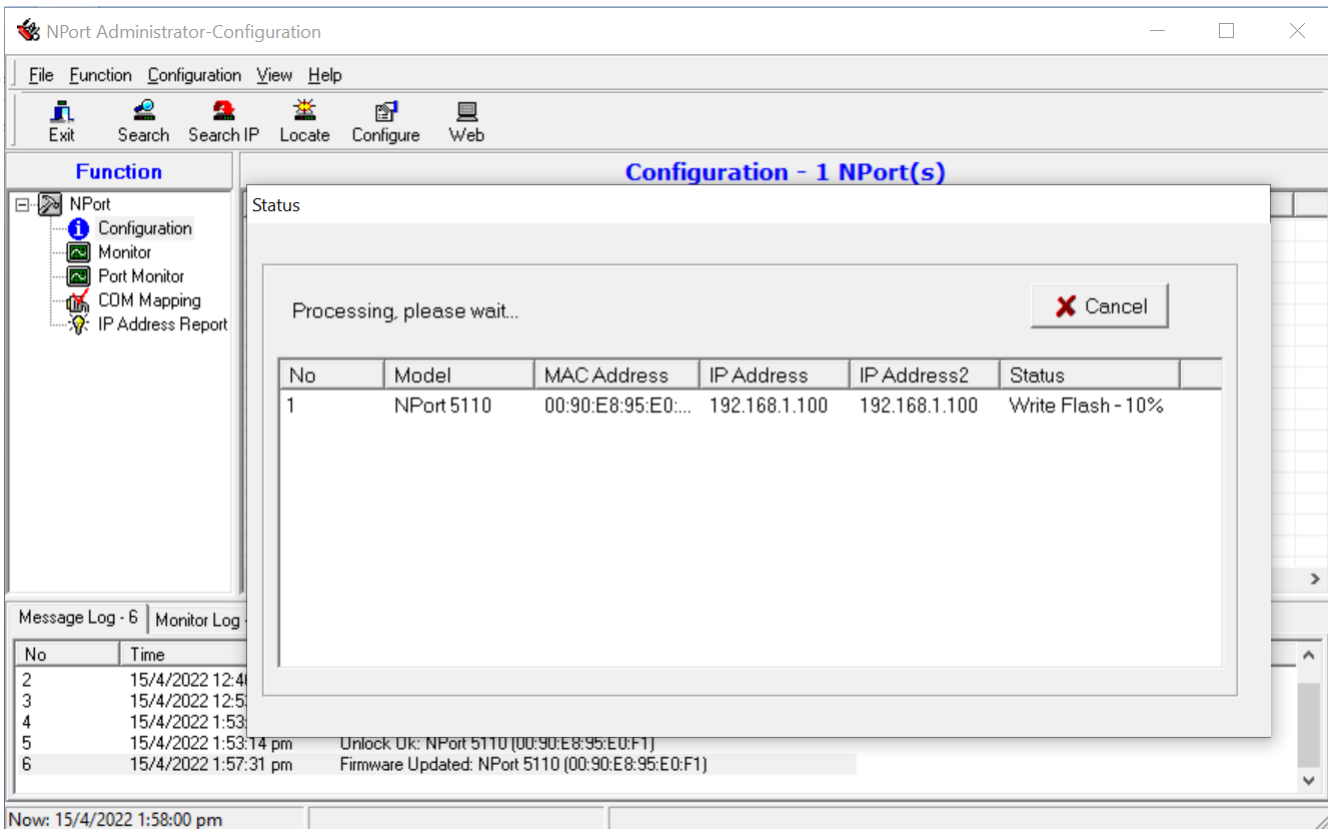 NPort Administrator-Configuration
File Function Configuration View Help
Exit Search Search IP Locate Configure Web
Function
Configuration - 1 NPort(s)
NPort
Configuration
Monitor
Port Monitor
COM Mapping
IP Address Report
Status
Processing, please wait...
Cancel
No Model MAC Address IP Address IP Address2 Status
1 NPort 5110 00:90:E8:95:E0:... 192.168.1.100 192.168.1.100 Write Flash - 10%
Message Log - 6 Monitor Log -
No Time
2 15/4/2022 12:4
3 15/4/2022 12:5
4 15/4/2022 1:53:
5 15/4/2022 1:53:14 pm Unlock Ok: NPort 5110 (00:90:E8:95:E0:F1)
6 15/4/2022 1:57:31 pm Firmware Updated: NPort 5110 (00:90:E8:95:E0:F1)
Now: 15/4/2022 1:58:00 pm